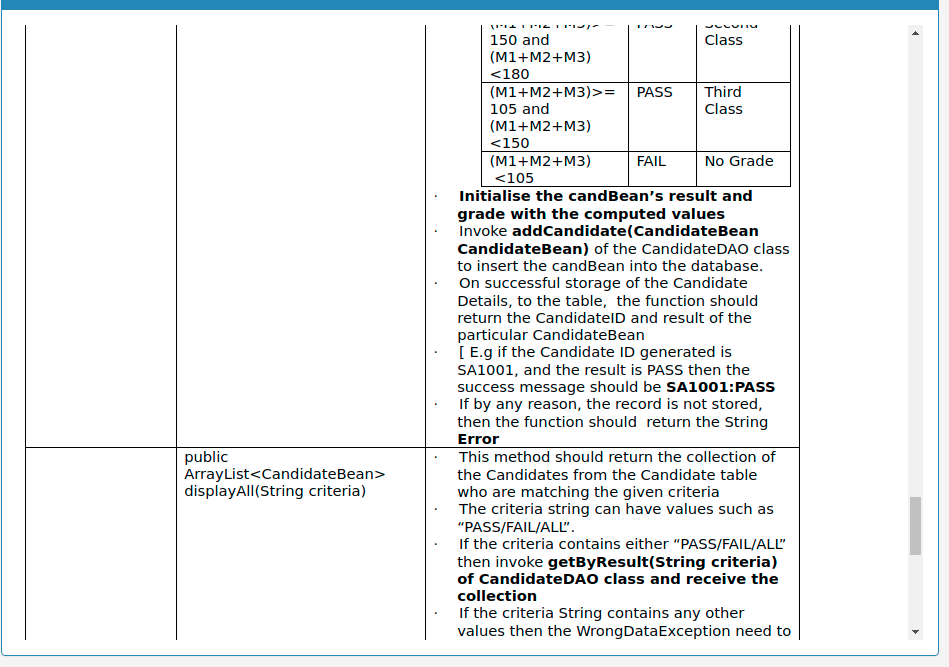 (M1+M2+M3)>=
150 and
(M1+M2+M3)
<180
PASS
Second
Class
(M1+M2+M3)>=
105 and
(M1+M2+M3)
<150
PASS
Third
Class
(M1+M2+M3)
<105
FAIL
No Grade
· Initialise the candBean’s result and
grade with the computed values
· Invoke addCandidate(CandidateBean
CandidateBean) of the CandidateDAO class
to insert the candBean into the database.
· On successful storage of the Candidate
Details, to the table,  the function should
return the CandidateID and result of the
particular CandidateBean
· [ E.g if the Candidate ID generated is
SA1001, and the result is PASS then the
success message should be SA1001:PASS
· If by any reason, the record is not stored,
then the function should  return the String
Error
public
ArrayList<CandidateBean>
displayAll(String criteria)
· This method should return the collection of
the Candidates from the Candidate table
who are matching the given criteria
· The criteria string can have values such as
“PASS/FAIL/ALL”.
· If the criteria contains either “PASS/FAIL/ALL”
then invoke getByResult(String criteria)
of CandidateDAO class and receive the
collection
· If the criteria String contains any other
values then the WrongDataException need to